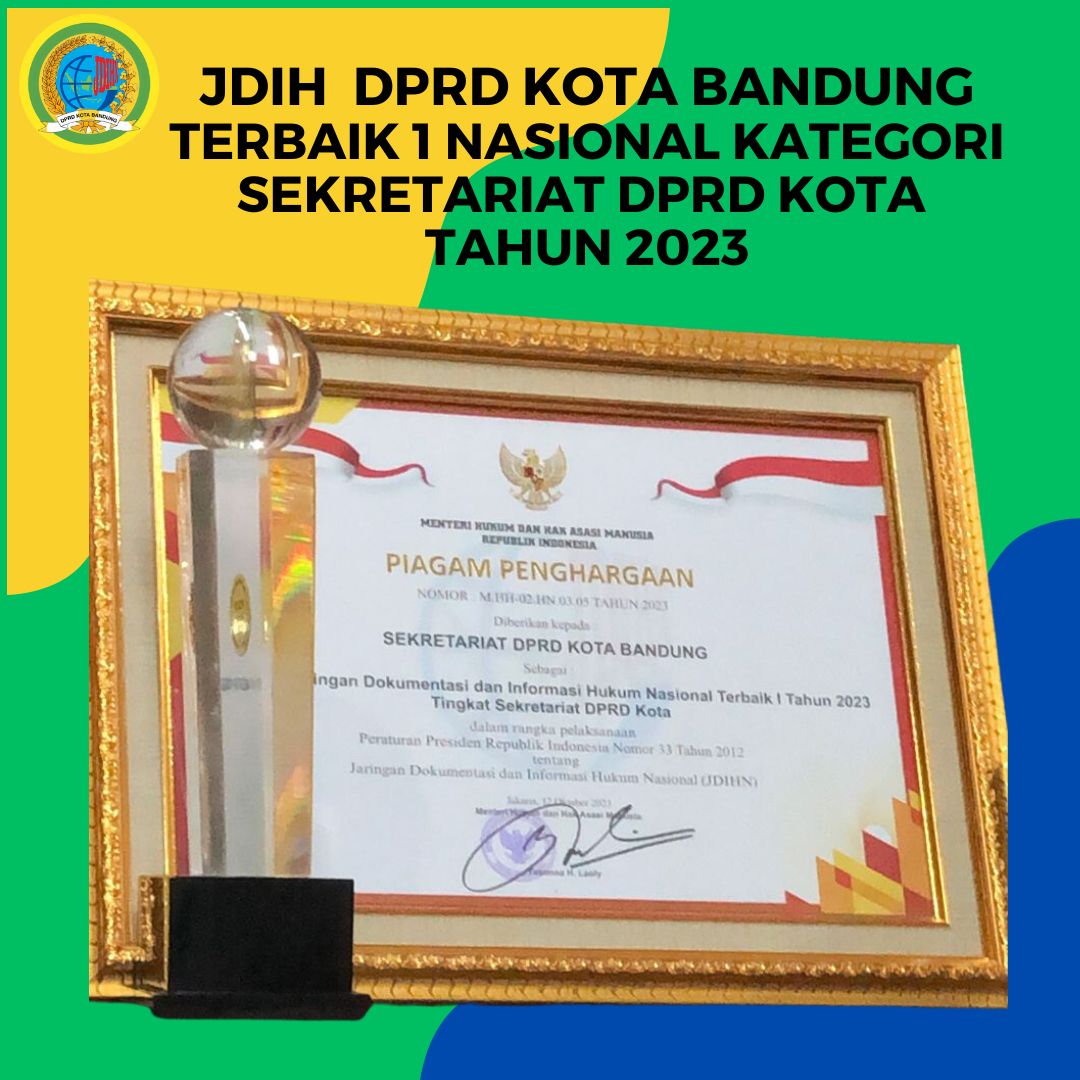 JDIH
DPRD KOTA BANDUNG
JDIH DPRD KOTA BANDUNG
TERBAIK 1 NASIONAL KATEGORI
SEKRETARIAT DPRD KOTA
TAHUN 2023
MENTERI HUKUM DAN HAK ASASI MANUSIA
REPUBLIK INDONESIA
PIAGAM PENGHARGAAN
NOMOR : M.HH-02.HN.03.05 TAHUN 2023
Diberikan kepada :
SEKRETARIAT DPRD KOTA BANDUNG
Sebagai :
ingan Dokumentasi dan Informasi Hukum Nasional Terbaik I Tahun 2023
Tingkat Sekretariat DPRD Kota
dalam rangka pelaksanaan
Peraturan Presiden Republik Indonesia Nomor 33 Tahun 2012
tentang
Jaringan Dokumentasi dan Informasi Hukum Nasional (JDIHN)
Jakarta, 12 Oktober 2023
Menteri Hukum dan Hak Asasi Manusia
Yasonna H. Laoly